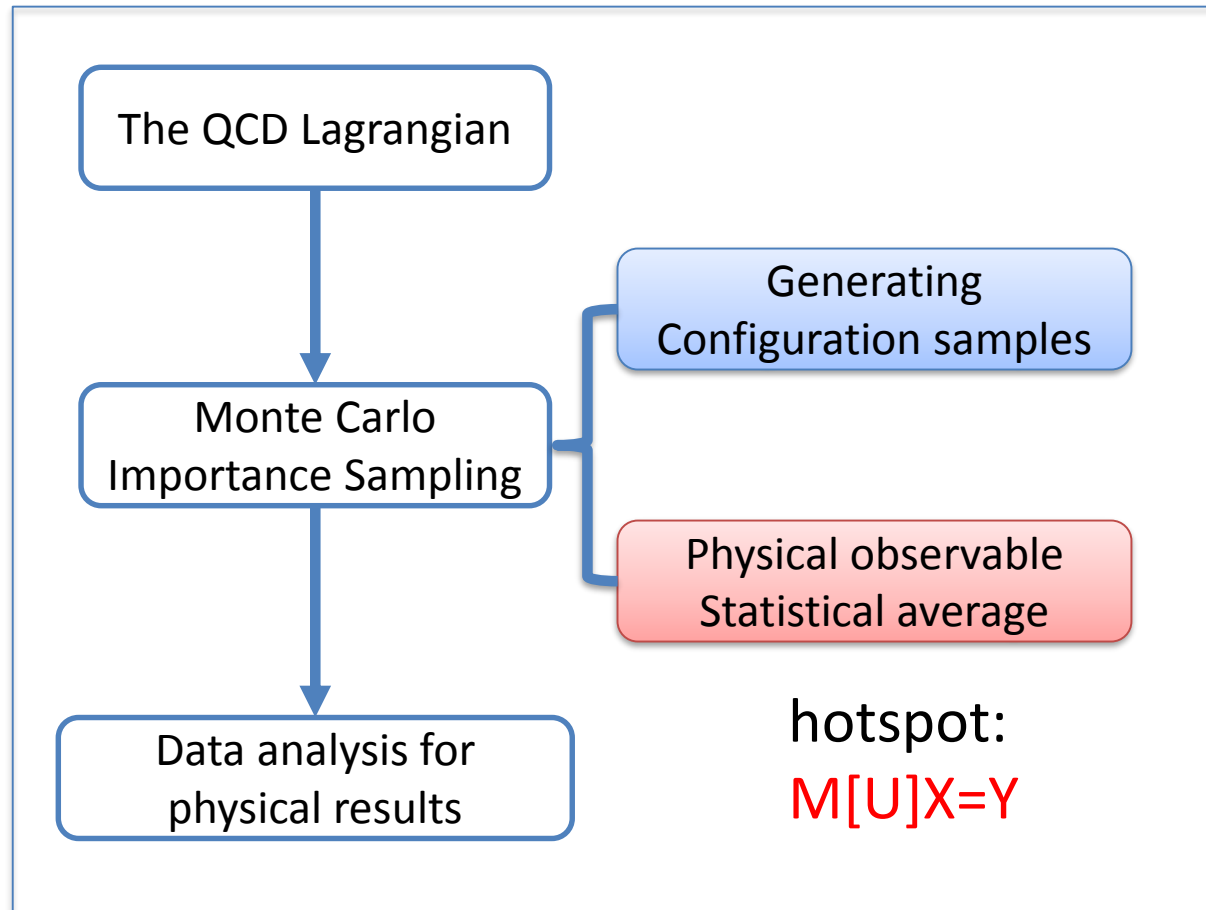 The QCD Lagrangian
Generating
Configuration samples
Monte Carlo
Importance Sampling
Physical observable
Statistical average
Data analysis for
physical results
hotspot:
M[U]X=Y